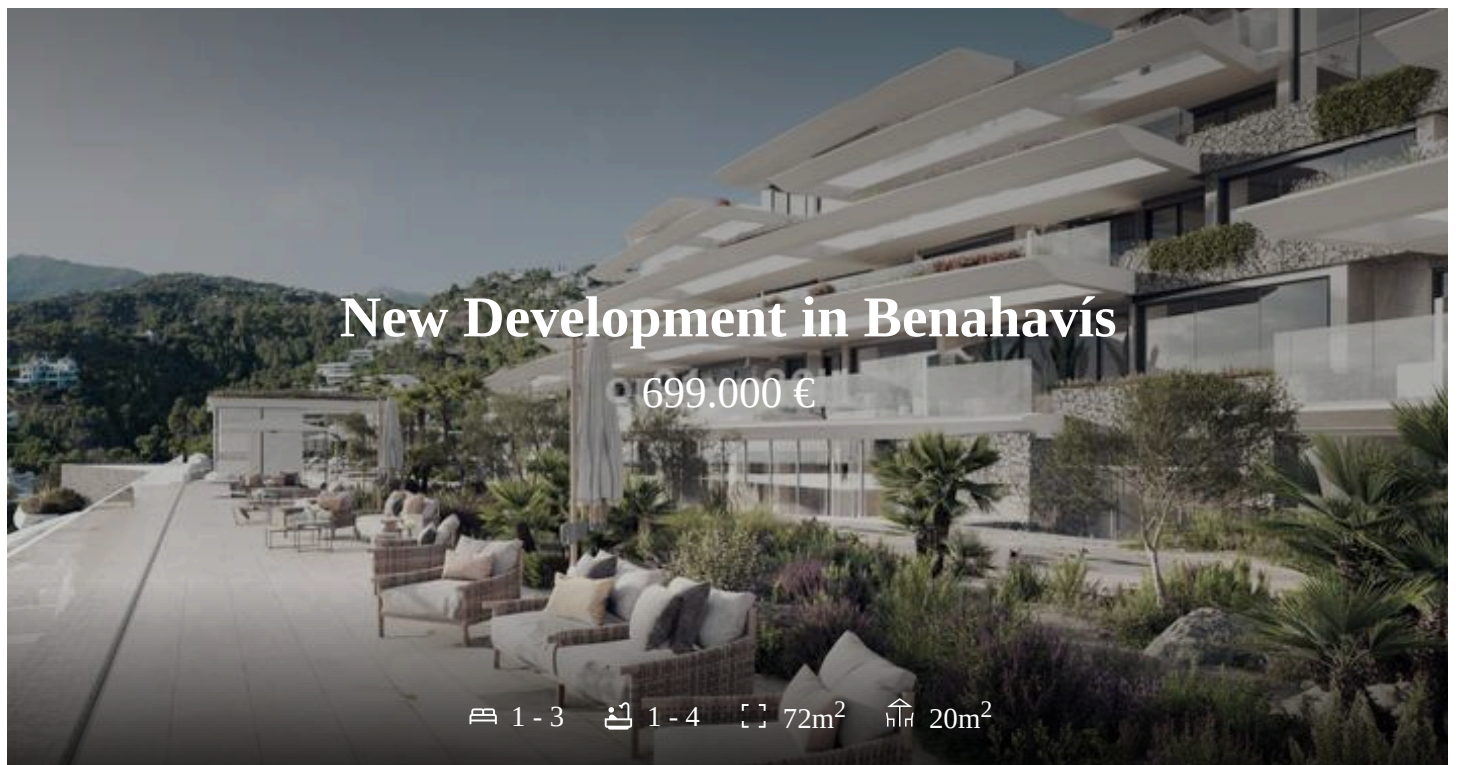 New Development in Benahavís
699.000 €
1 - 3 1 - 4 72m² 20m²